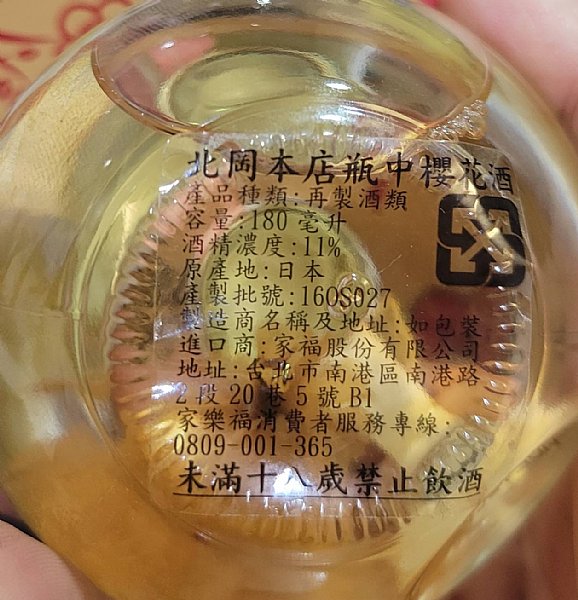 北岡本店瓶中櫻花酒
產品種類:再製酒類
容量:180 毫升
酒精濃度:11%
原產地:日本
產製批號:160S027
製造商名稱及地址:如包裝
進口商:家福股份有限公司
地址:台北市南港區南港路
2段20巷5號B1
家樂福消費者服務專線:
0809-001-365
未滿十八歲禁止飲酒